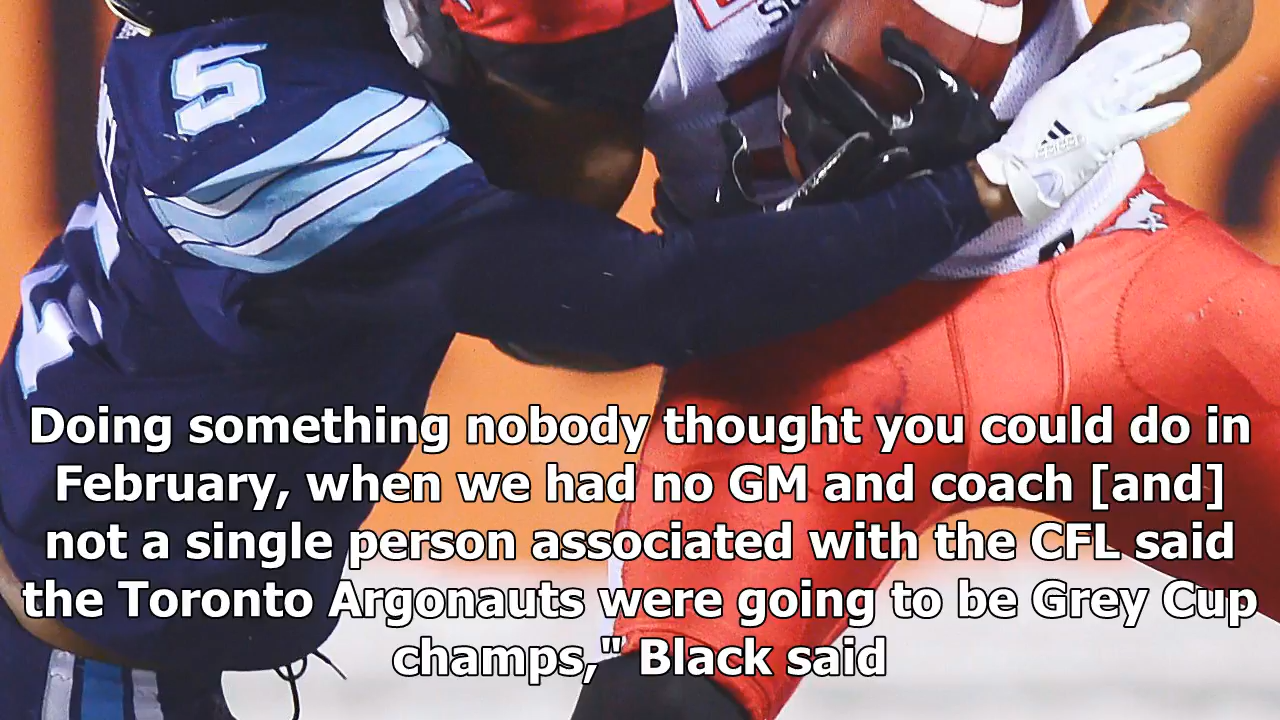 5
Doing something nobody thought you could do in
February, when we had no GM and coach [and]
not a single person associated with the CFL said
the Toronto Argonauts were going to be Grey Cup
champs," Black said